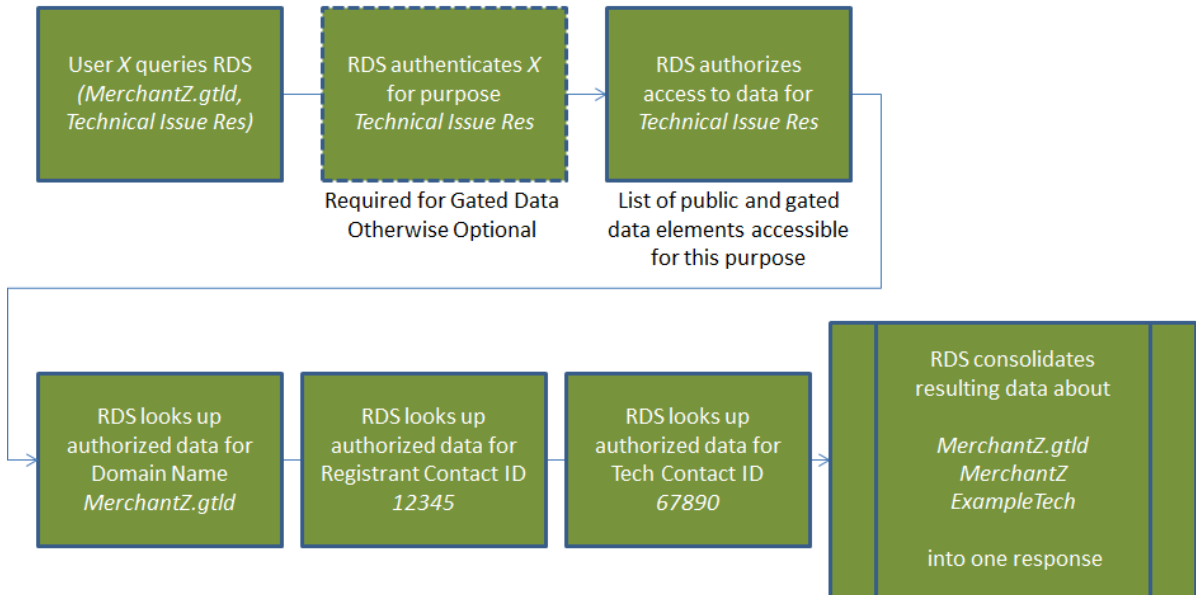 User X queries RDS
(MerchantZ.gtld,
Technical Issue Res)
RDS authenticates X
for purpose
Technical Issue Res
Required for Gated Data
Otherwise Optional
RDS authorizes
access to data for
Technical Issue Res
List of public and gated
data elements accessible
for this purpose
RDS looks up
authorized data for
Domain Name
MerchantZ.gtld
RDS looks up
authorized data for
Registrant Contact ID
12345
RDS looks up
authorized data for
Tech Contact ID
67890
RDS consolidates
resulting data about
MerchantZ.gtld
MerchantZ
ExampleTech
into one response